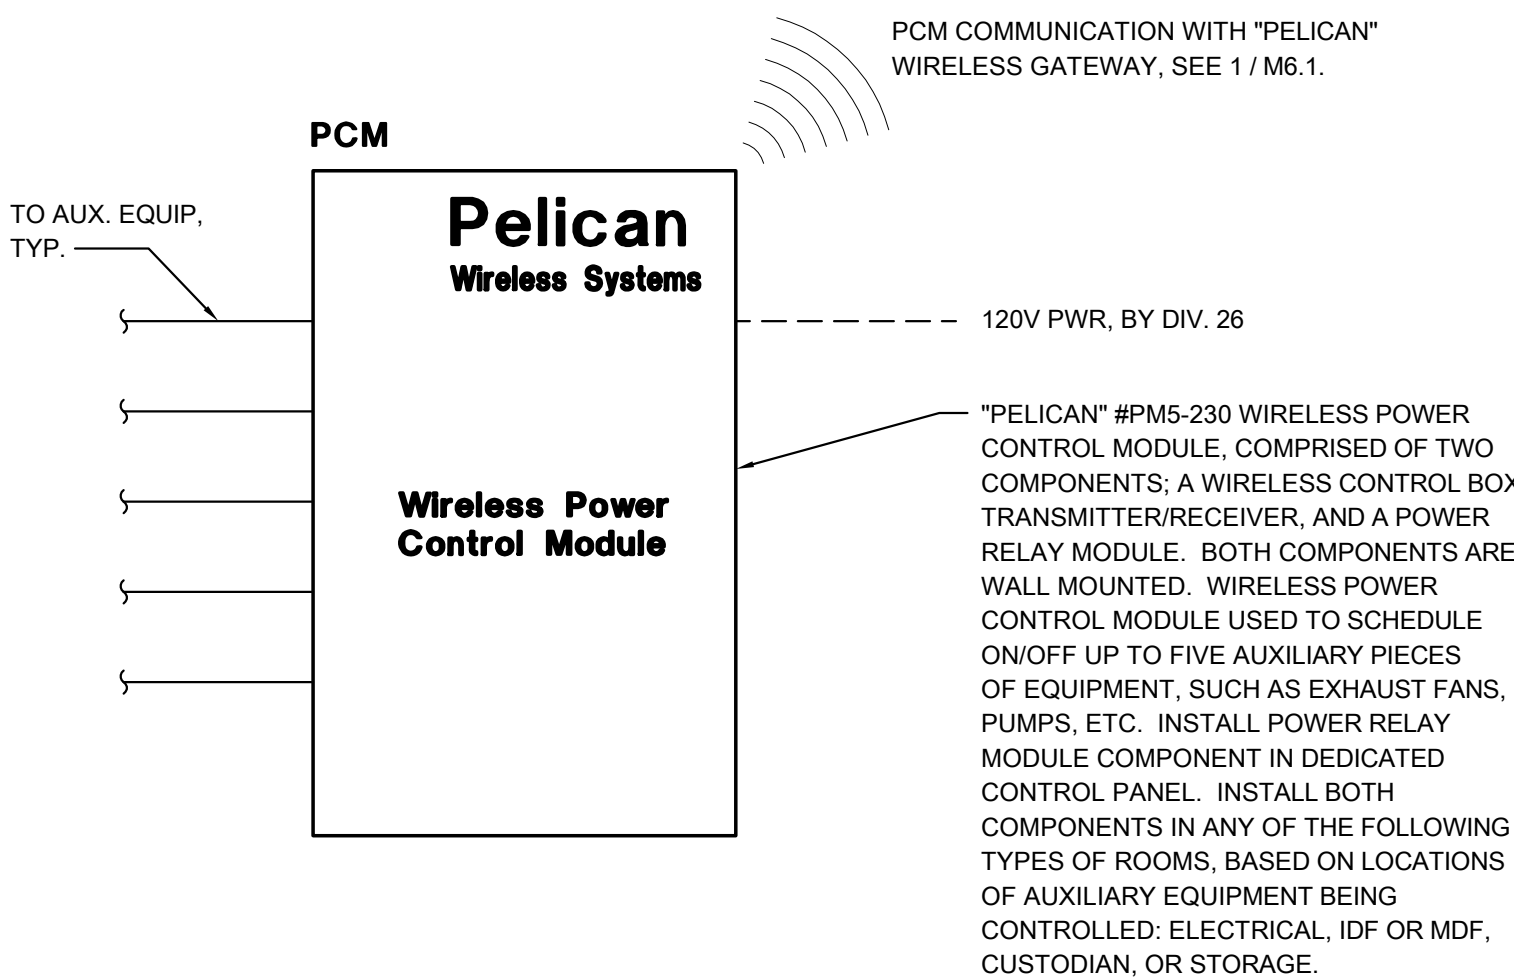 PCM COMMUNICATION WITH "PELICAN"
WIRELESS GATEWAY, SEE 1 / M6.1.
PCM
TO AUX. EQUIP,
TYP.
Pelican
Wireless Systems
120V PWR, BY DIV. 26
Wireless Power
Control Module
"PELICAN" #PM5-230 WIRELESS POWER
CONTROL MODULE, COMPRISED OF TWO
COMPONENTS; A WIRELESS CONTROL BOX
TRANSMITTER/RECEIVER, AND A POWER
RELAY MODULE.  BOTH COMPONENTS ARE
WALL MOUNTED.  WIRELESS POWER
CONTROL MODULE USED TO SCHEDULE
ON/OFF UP TO FIVE AUXILIARY PIECES
OF EQUIPMENT, SUCH AS EXHAUST FANS,
PUMPS, ETC.  INSTALL POWER RELAY
MODULE COMPONENT IN DEDICATED
CONTROL PANEL.  INSTALL BOTH
COMPONENTS IN ANY OF THE FOLLOWING
TYPES OF ROOMS, BASED ON LOCATIONS
OF AUXILIARY EQUIPMENT BEING
CONTROLLED: ELECTRICAL, IDF OR MDF,
CUSTODIAN, OR STORAGE.